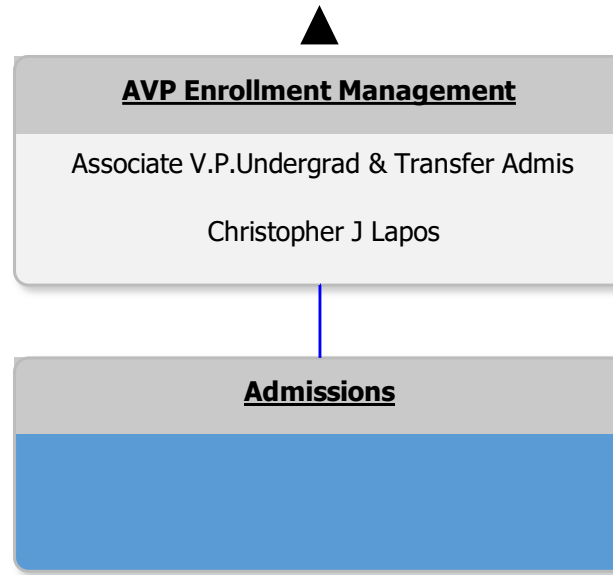 AVP Enrollment Management
Associate V.P.Undergrad & Transfer Admis
Christopher J Lapos
Admissions